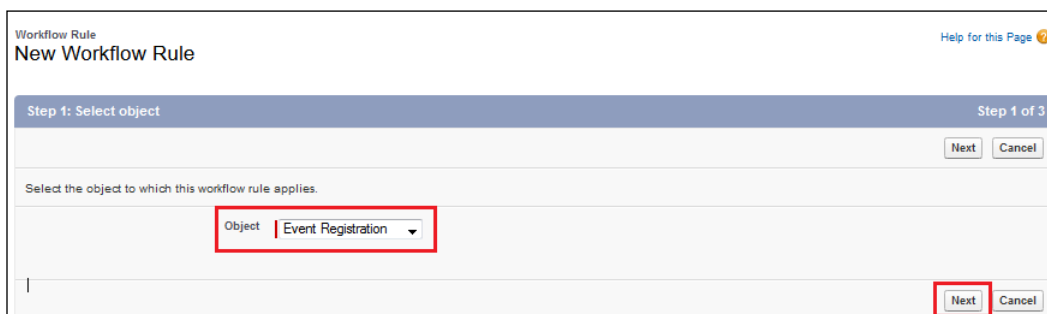 Workflow Rule
New Workflow Rule
Help for this Page
Step 1: Select object
Step 1 of 3
Next Cancel
Select the object to which this workflow rule applies.
Object Event Registration
Next Cancel